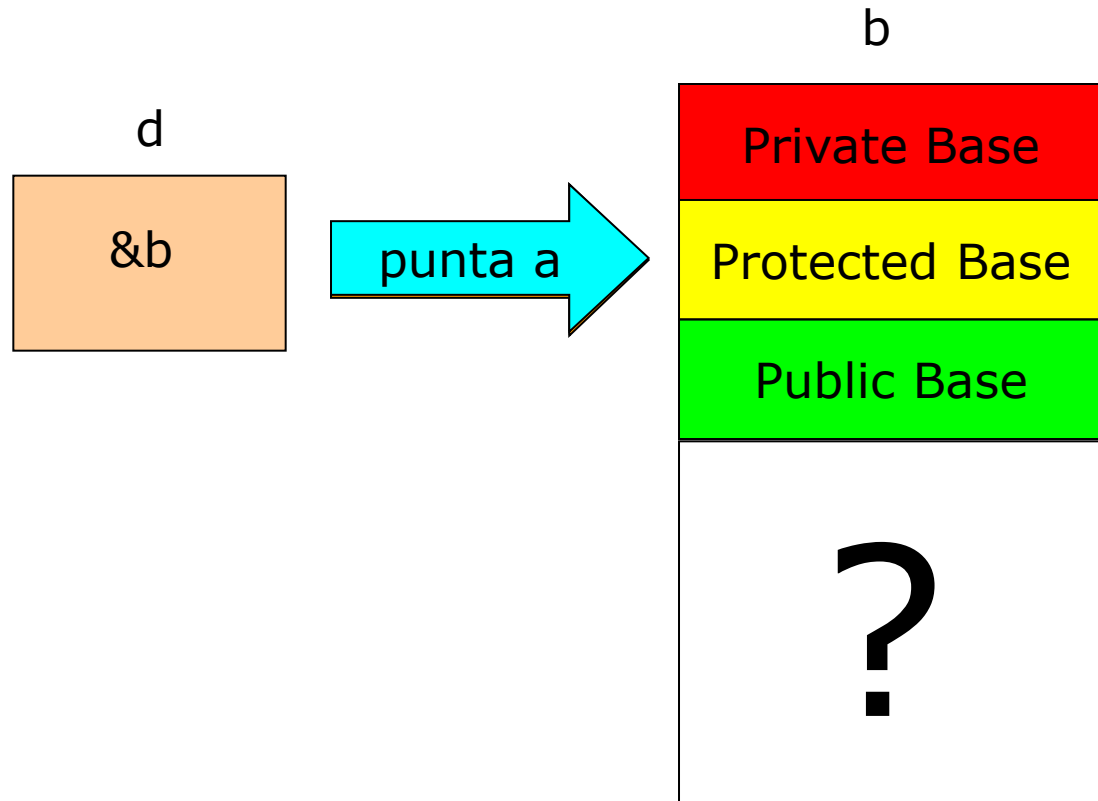 b
d
Private Base
&b
punta a
Protected Base
Public Base
?